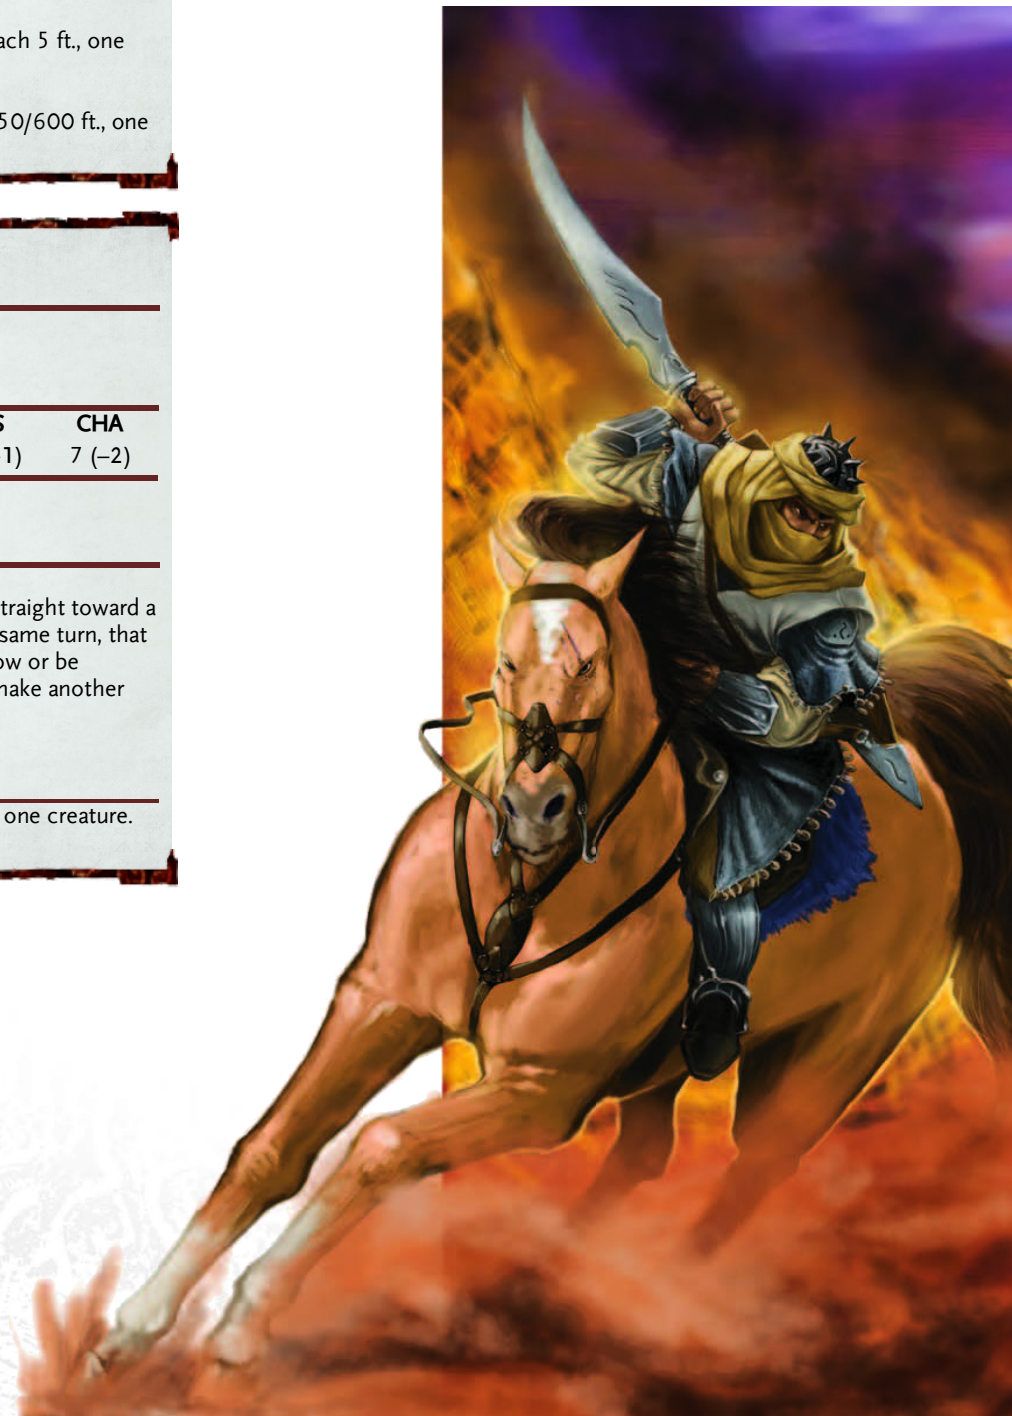 ach 5 ft., one
50/600 ft., one
S CHA
1) 7 (–2)
traight toward a
same turn, that
ow or be
make another
one creature.